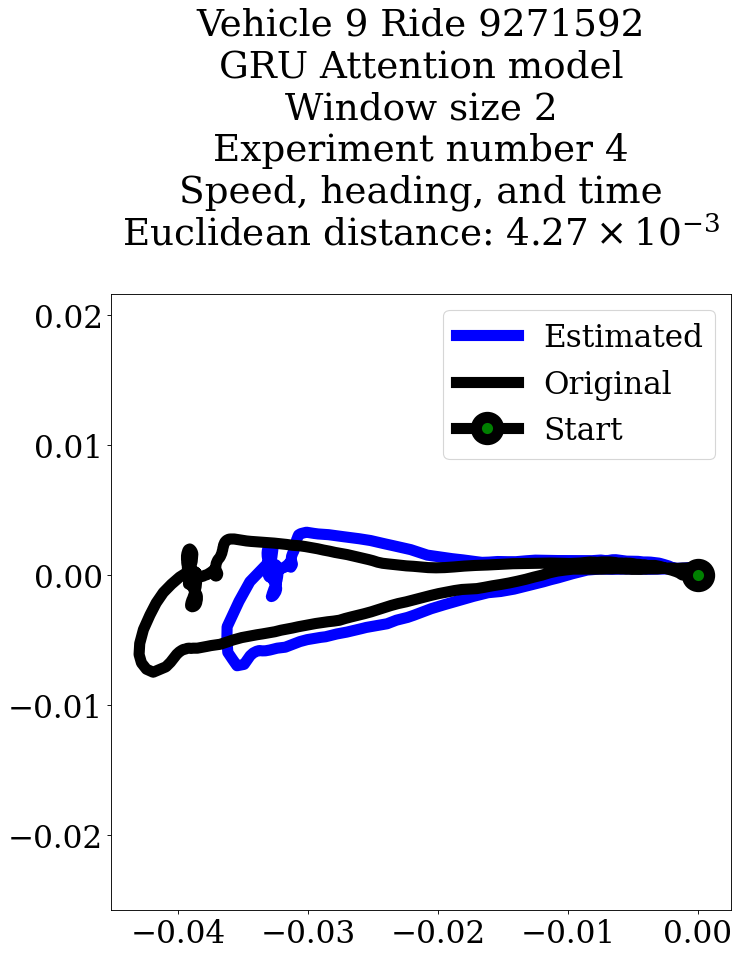 Vehicle 9 Ride 9271592
GRU Attention model
Window size 2
Experiment number 4
Speed, heading, and time
Euclidean distance: 4.27 × 10⁻³
Estimated
Original
Start
0.02
0.01
0.00
−0.01
−0.02
−0.04 −0.03 −0.02 −0.01 0.00